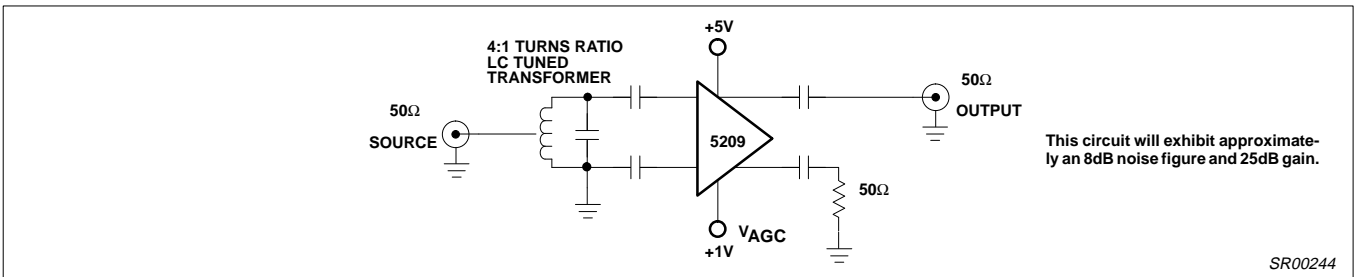 +5V
4:1 TURNS RATIO
LC TUNED
TRANSFORMER
50Ω
SOURCE
5209
50Ω
OUTPUT
50Ω
VAGC
+1V
This circuit will exhibit approximate-
ly an 8dB noise figure and 25dB gain.
SR00244